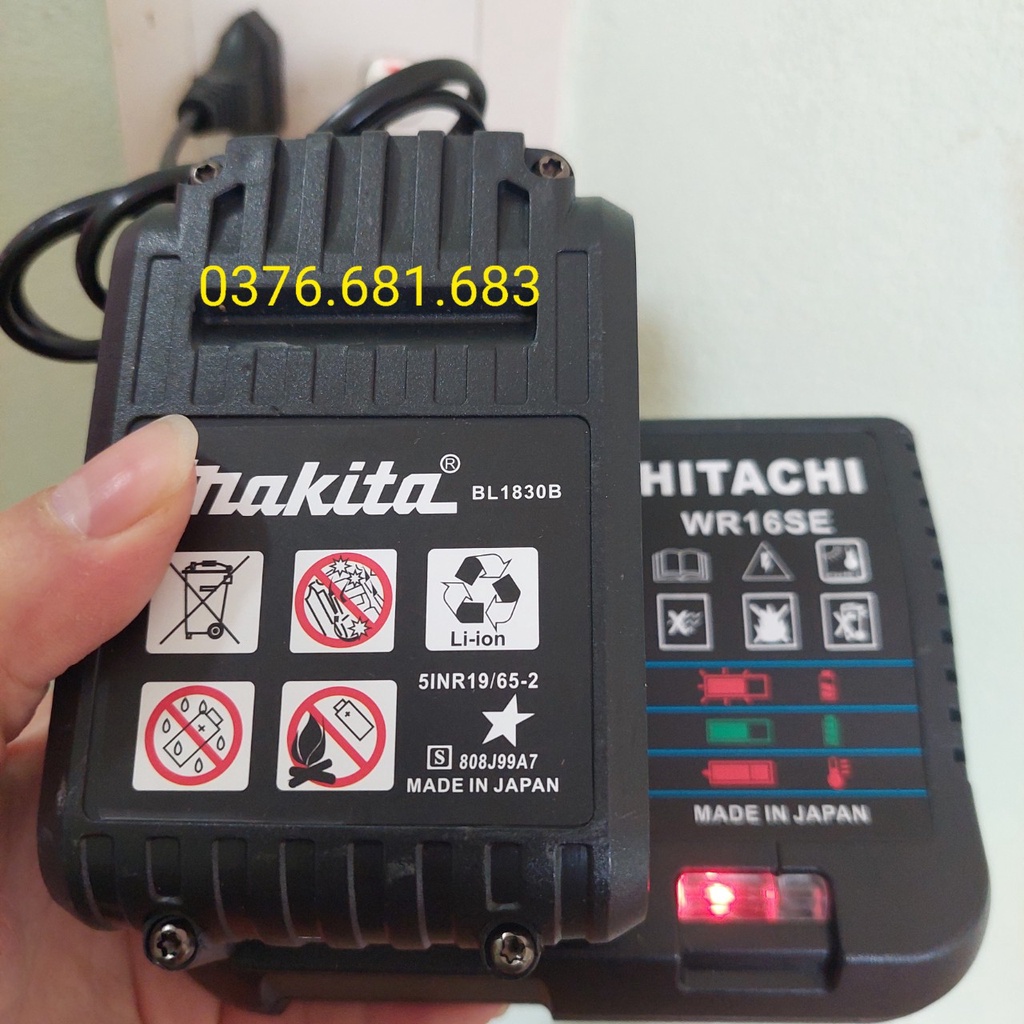 0376.681.683
makita® BL1830B
Li-ion
5INR19/65-2
S 808J99A7
MADE IN JAPAN
HITACHI
WR16SE
MADE IN JAPAN